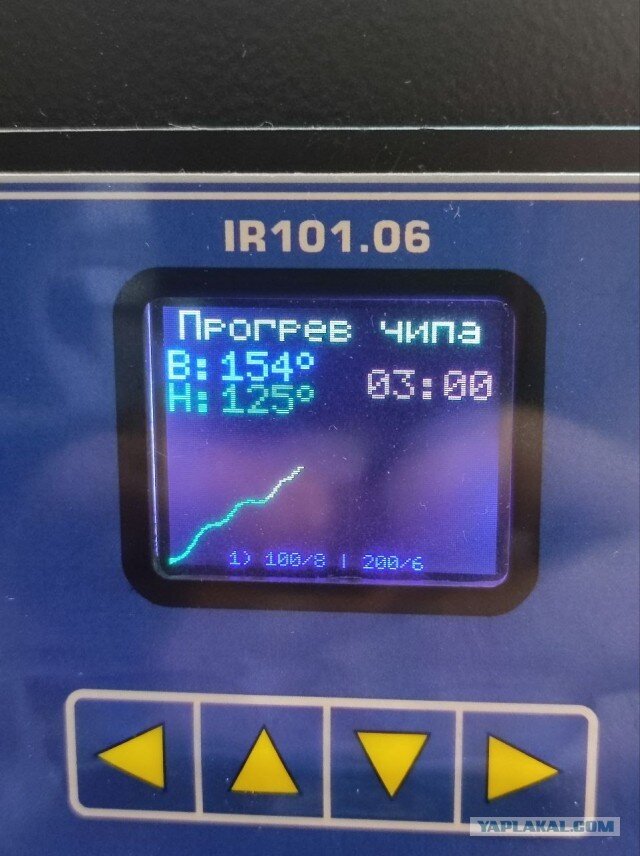 IR101.06
Прогрев чипа
В: 154° 03:00
Н: 125°
1) 100/8 | 200/6
YAPLAKAL.COM